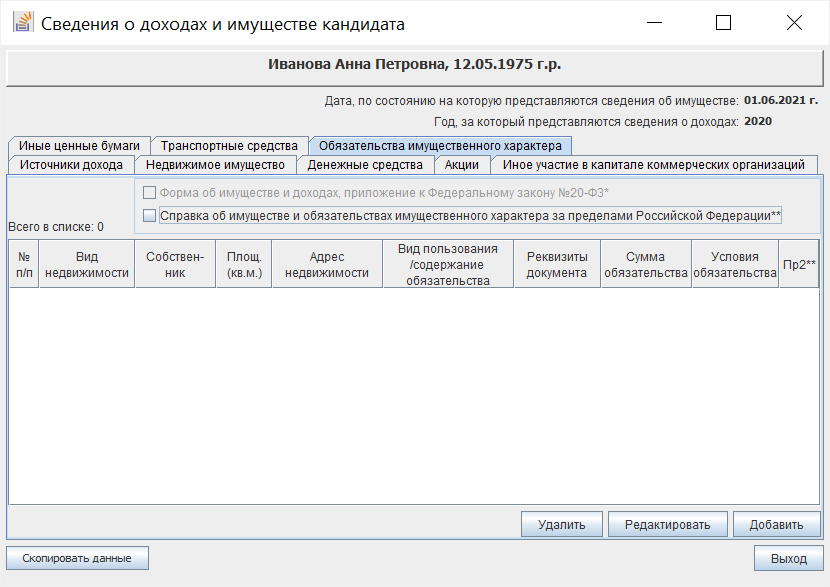 Сведения о доходах и имуществе кандидата
Иванова Анна Петровна, 12.05.1975 г.р.
Дата, по состоянию на которую представляются сведения об имуществе: 01.06.2021 г.
Год, за который представляются сведения о доходах: 2020
Иные ценные бумаги Транспортные средства Обязательства имущественного характера
Источники дохода Недвижимое имущество Денежные средства Акции Иное участие в капитале коммерческих организаций
Форма об имуществе и доходах, приложение к Федеральному закону №20-ФЗ*
Справка об имуществе и обязательствах имущественного характера за пределами Российской Федерации**
Всего в списке: 0
№ п/п
Вид недвижимости
Собствен-
ник
Площ. (кв.м.)
Адрес недвижимости
Вид пользования
/содержание
обязательства
Реквизиты документа
Сумма обязательства
Условия обязательства
Пр2**
Удалить Редактировать Добавить
Скопировать данные Выход